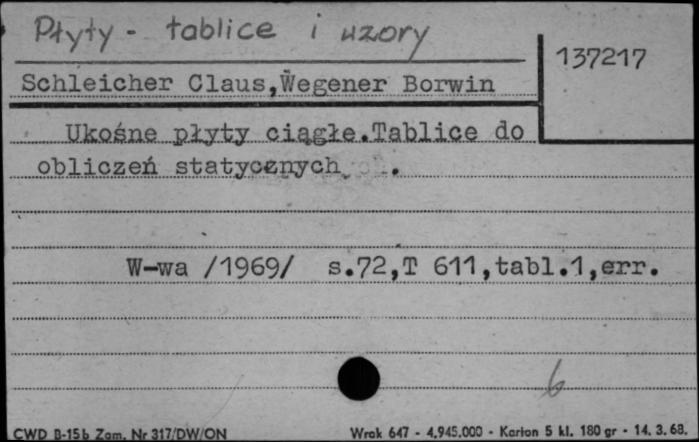 Płyty - tablice i uzory
137217
Schleicher Claus,Wegener Borwin
Ukośne płyty ciągłe.Tablice do
obliczeń statycznych.
W-wa /1969/ s.72,T 611,tabl.1,err.
6
CWD B-15b Zam. Nr 317/DW/ON Wrak 647 - 4.945.000 - Karton 5 kl. 180 gr - 14. 3. 68.